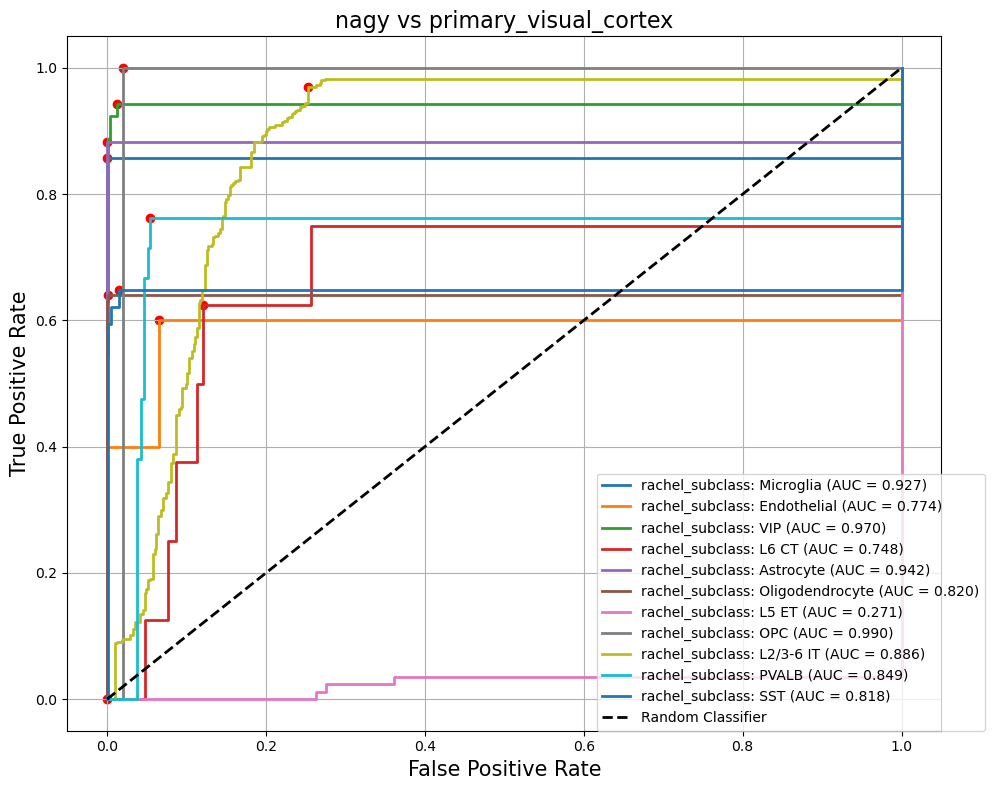 nagy vs primary_visual_cortex
True Positive Rate
1.0
0.8
0.6
0.4
0.2
0.0
rachel_subclass: Microglia (AUC = 0.927)
rachel_subclass: Endothelial (AUC = 0.774)
rachel_subclass: VIP (AUC = 0.970)
rachel_subclass: L6 CT (AUC = 0.748)
rachel_subclass: Astrocyte (AUC = 0.942)
rachel_subclass: Oligodendrocyte (AUC = 0.820)
rachel_subclass: L5 ET (AUC = 0.271)
rachel_subclass: OPC (AUC = 0.990)
rachel_subclass: L2/3-6 IT (AUC = 0.886)
rachel_subclass: PVALB (AUC = 0.849)
rachel_subclass: SST (AUC = 0.818)
Random Classifier
0.0 0.2 0.4 0.6 0.8 1.0
False Positive Rate